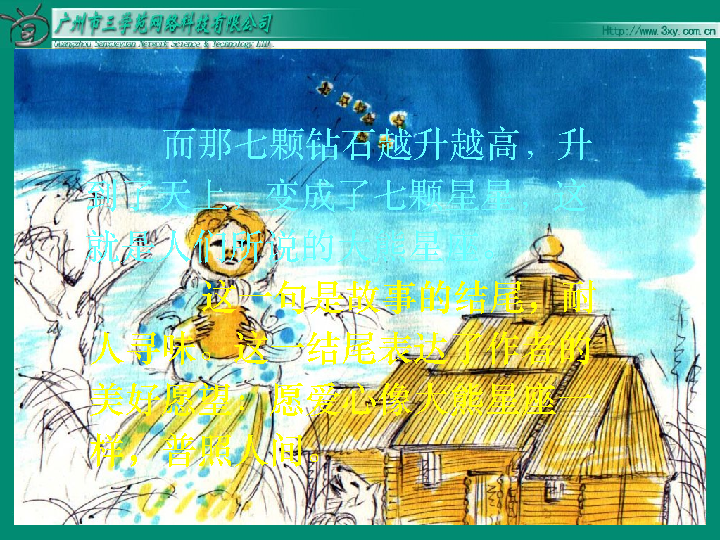 广州市三学苑网络科技有限公司
Guangzhou Sanxueyuan Network Science & Technology Ltd.
Http://www.3xy.com.cn
而那七颗钻石越升越高，升
到了天上，变成了七颗星星，这
就是人们所说的大熊星座。
这一句是故事的结尾，耐
人寻味。这一结尾表达了作者的
美好愿望：愿爱心像大熊星座一
样，普照人间。